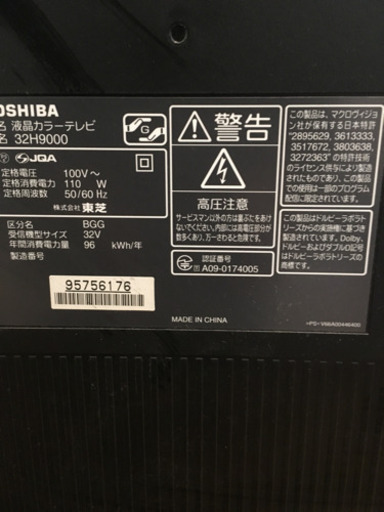 OSHIBA
名 液晶カラーテレビ
名 32H9000
JQA
定格電圧 100V～
定格消費電力 110 W
定格周波数 50/60 Hz
株式会社 東芝
区分名 BGG
受信機型サイズ 32V
年間消費電力量 96 kWh/年
製造番号
95756176
G
警告
高圧注意
サービスマン以外の方は蓋をあけないでください。内部には高電圧部分が数多くあり、万一さわると危険です。
認証番号
A09-0174005
MADE IN CHINA
この製品は、マクロヴィジョン社が保有する日本特許
"2895629, 3613333,
3517672, 3803638,
3272363" の特許技術
のライセンス供与により
製造しており、この製品
で使用は一部のプログラム
配信に限定されます。
この製品はドルビーラボラト
リーズからの実施権に基づき
製造されています。Dolby、
ドルビーおよびダブルD記号
はドルビーラボラトリーズの
商標です。
<PS> VX6A00446400